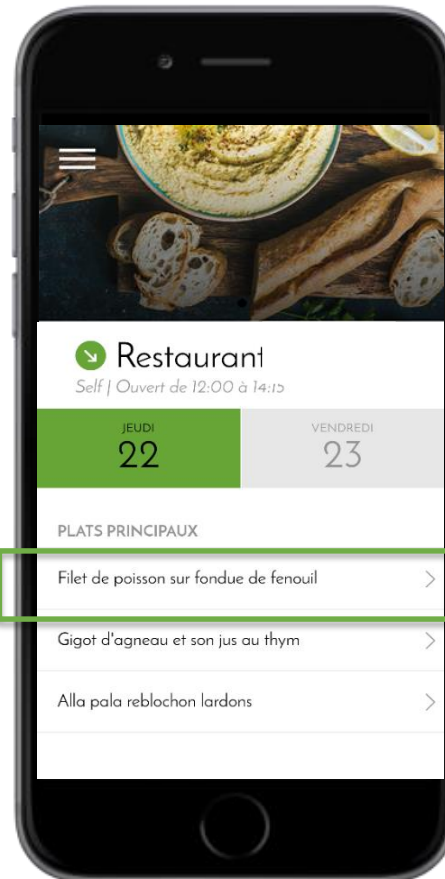 Restaurant
Self | Ouvert de 12:00 à 14:15
JEUDI
22
VENDREDI
23
PLATS PRINCIPAUX
Filet de poisson sur fondue de fenouil
Gigot d'agneau et son jus au thym
Alla pala reblochon lardons